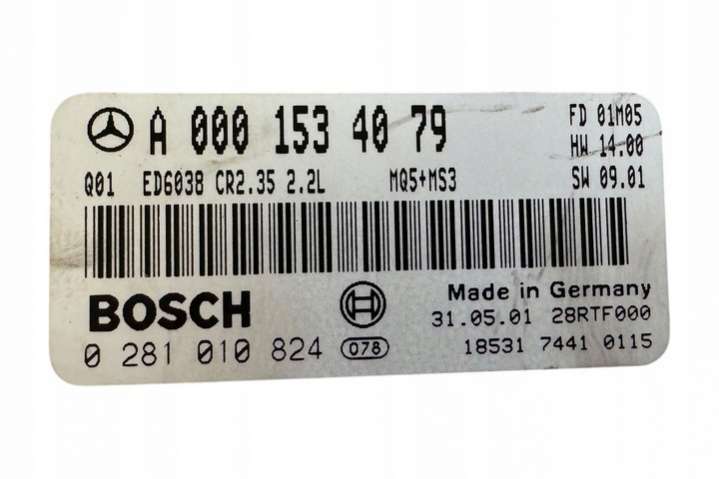 A 000 153 40 79 FD 01M05
HW 14.00
Q01 ED6038 CR2.35 2.2L MQ5+MS3 SW 09.01
BOSCH Made in Germany
31.05.01 28RTF000
0 281 010 824 078 18531 7441 0115